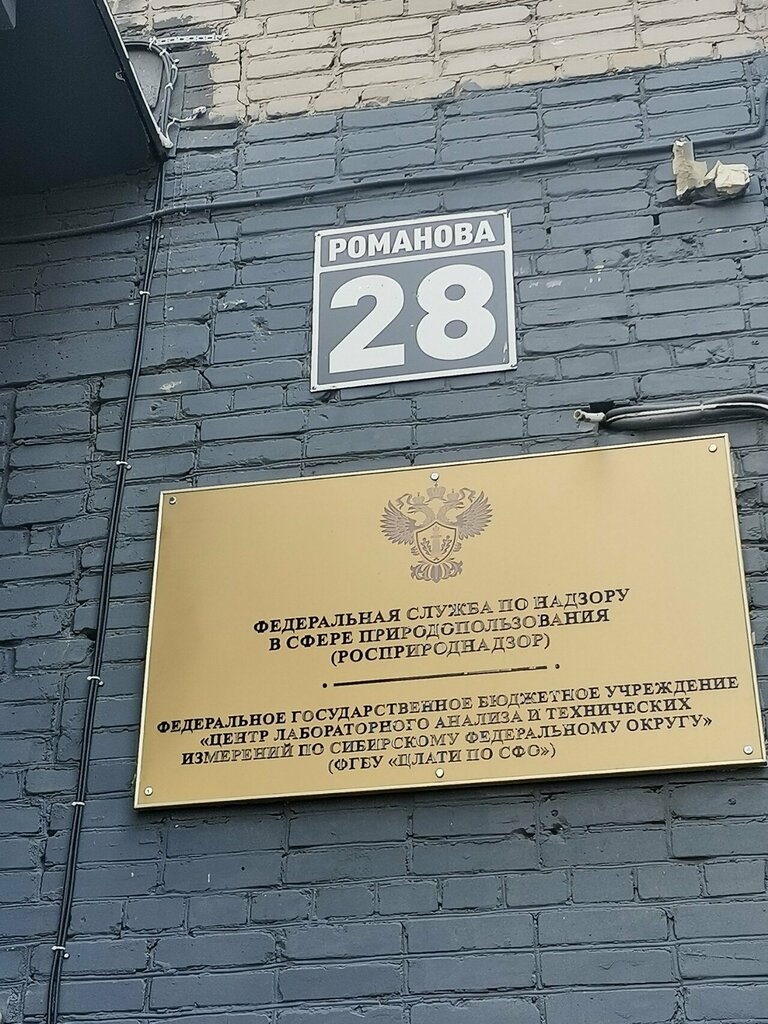 РОМАНОВА
28
ФЕДЕРАЛЬНАЯ СЛУЖБА ПО НАДЗОРУ
В СФЕРЕ ПРИРОДОПОЛЬЗОВАНИЯ
(РОСПРИРОДНАДЗОР)
ФЕДЕРАЛЬНОЕ ГОСУДАРСТВЕННОЕ БЮДЖЕТНОЕ УЧРЕЖДЕНИЕ
«ЦЕНТР ЛАБОРАТОРНОГО АНАЛИЗА И ТЕХНИЧЕСКИХ
ИЗМЕРЕНИЙ ПО СИБИРСКОМУ ФЕДЕРАЛЬНОМУ ОКРУГУ»
(ФГБУ «ЦЛАТИ ПО СФО»)